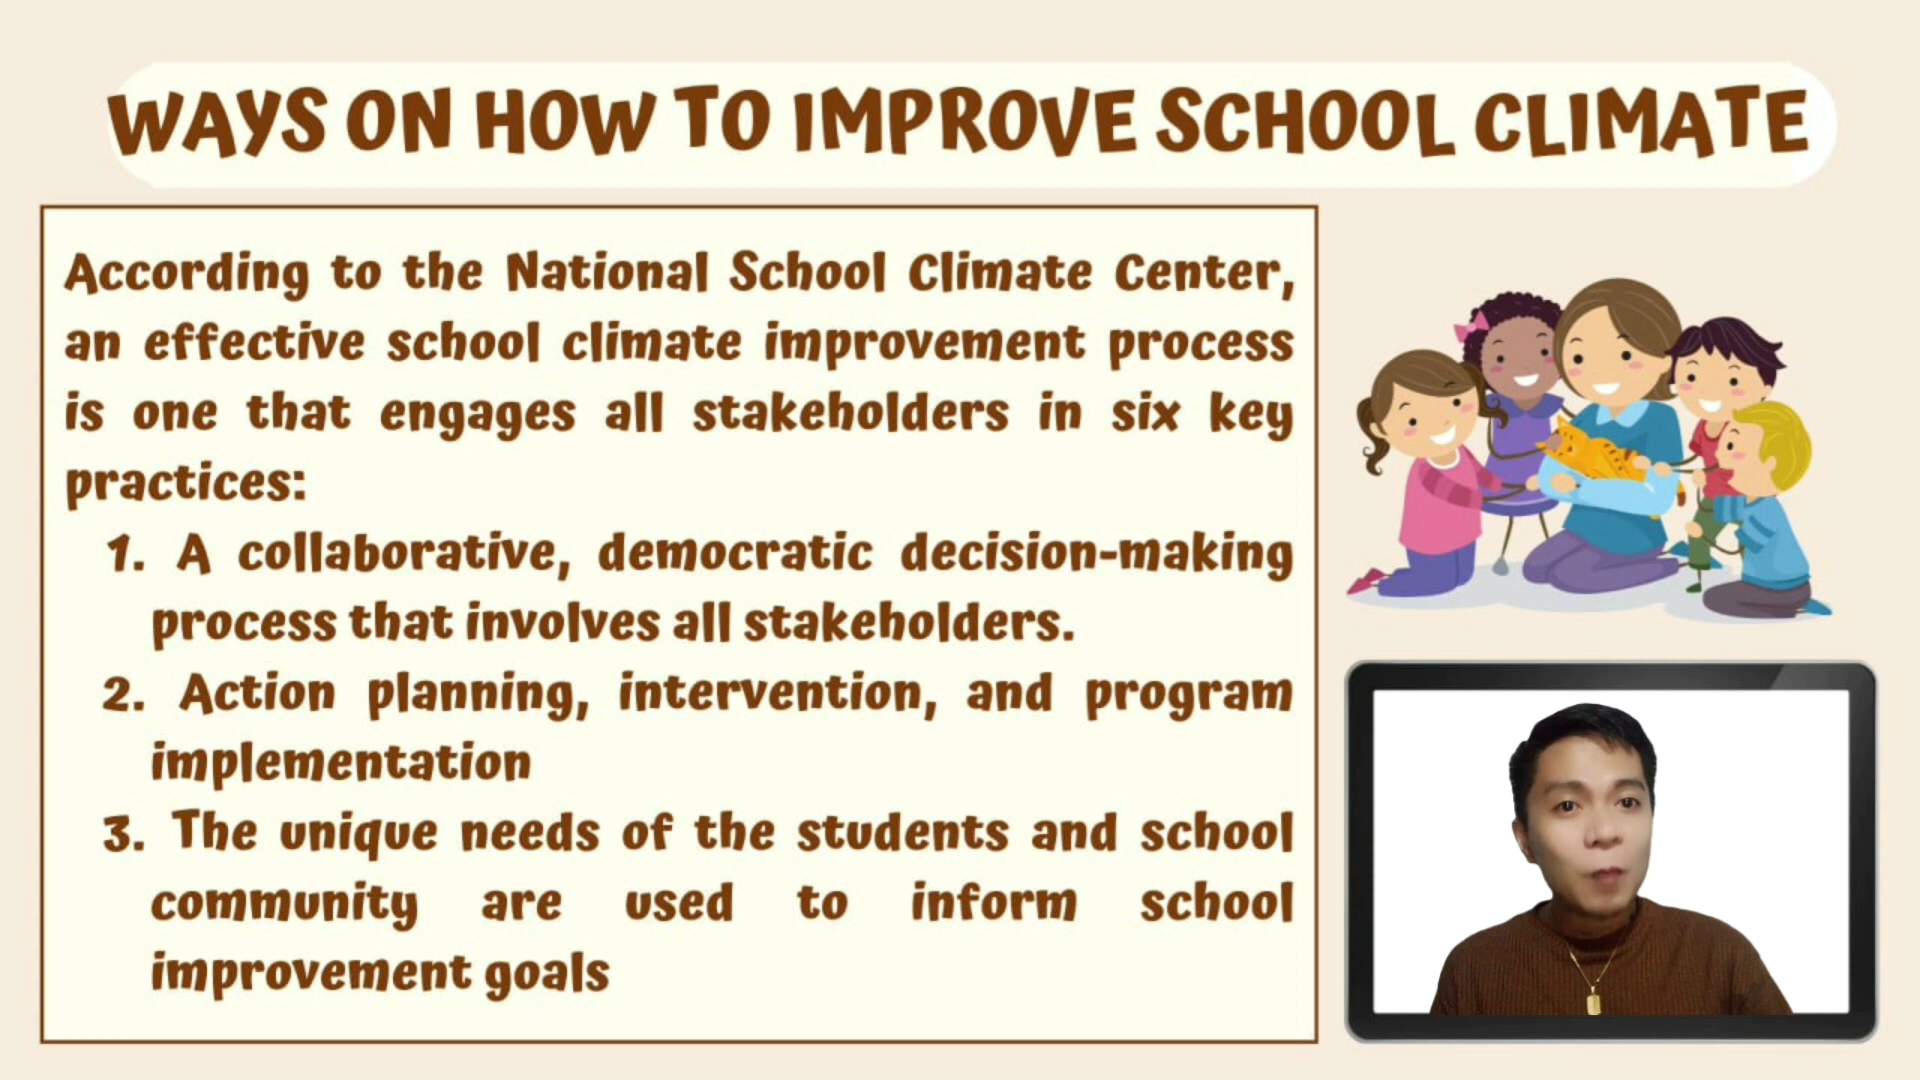 WAYS ON HOW TO IMPROVE SCHOOL CLIMATE
According to the National School Climate Center,
an effective school climate improvement process
is one that engages all stakeholders in six key
practices:
1. A collaborative, democratic decision-making
process that involves all stakeholders.
2. Action planning, intervention, and program
implementation
3. The unique needs of the students and school
community are used to inform school
improvement goals